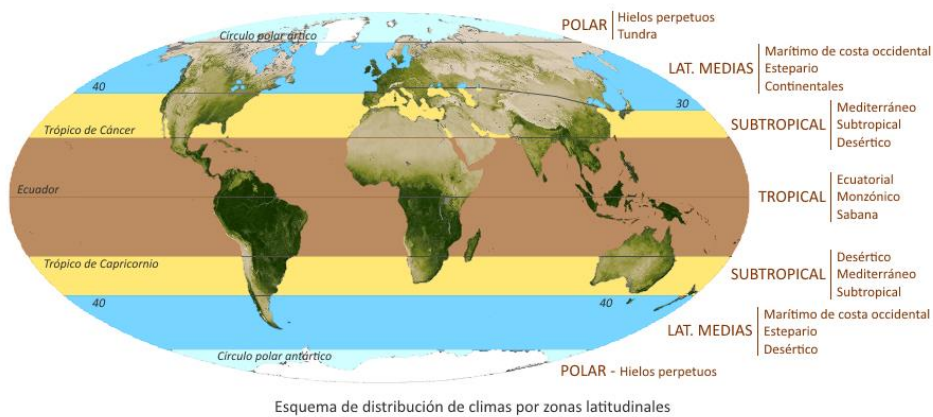 POLAR
Hielos perpetuos
Tundra
Círculo polar ártico
LAT. MEDIAS
Marítimo de costa occidental
Estepario
Continentales
40
30
SUBTROPICAL
Mediterráneo
Subtropical
Desértico
Trópico de Cáncer
Ecuador
TROPICAL
Ecuatorial
Monzónico
Sabana
Trópico de Capricornio
SUBTROPICAL
Desértico
Mediterráneo
Subtropical
40
40
LAT. MEDIAS
Marítimo de costa occidental
Estepario
Desértico
Círculo polar antártico
POLAR - Hielos perpetuos
Esquema de distribución de climas por zonas latitudinales